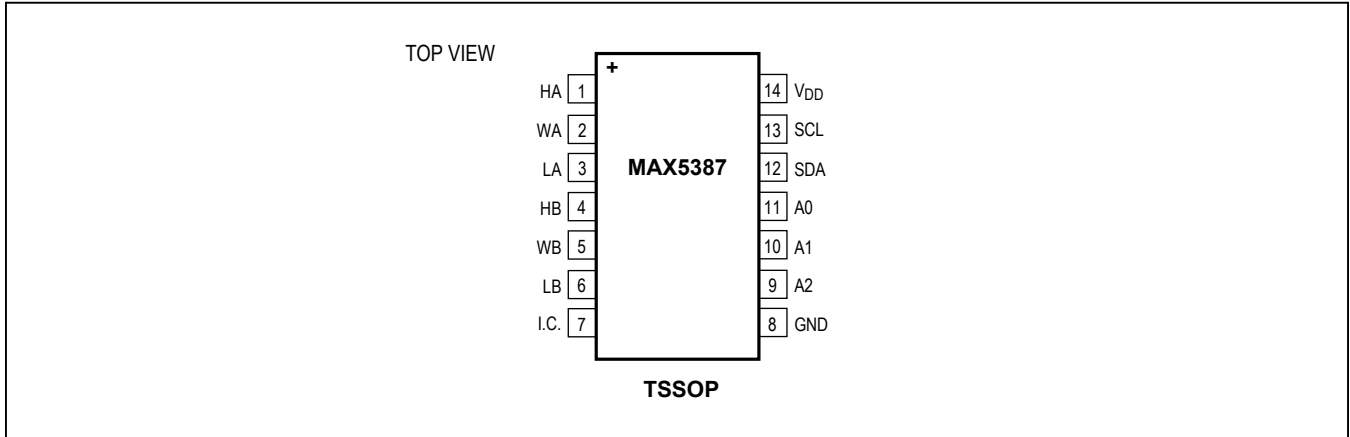 TOP VIEW
+
HA 1
WA 2
LA 3
HB 4
WB 5
LB 6
I.C. 7
MAX5387
14 VDD
13 SCL
12 SDA
11 A0
10 A1
9 A2
8 GND
TSSOP